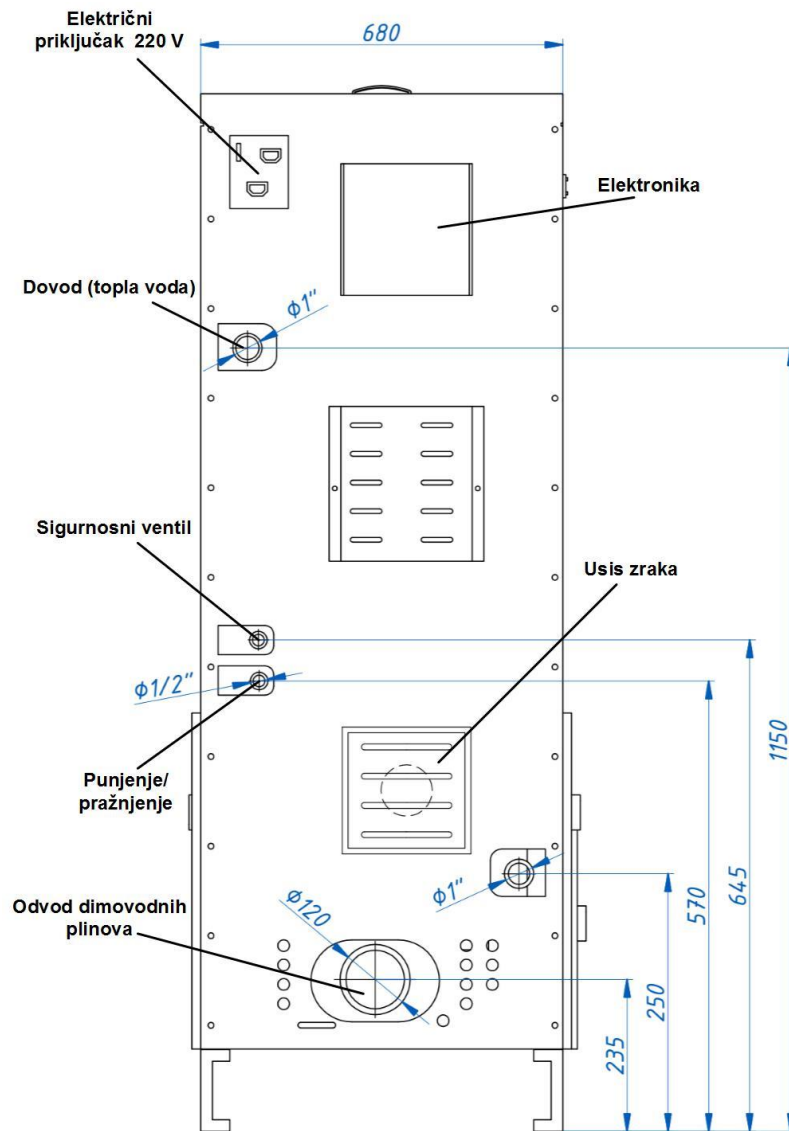 Električni
priključak  220 V
680
Elektronika
Dovod (topla voda)
ϕ1"
Sigurnosni ventil
Usis zraka
ϕ1/2"
Punjenje/
pražnjenje
1150
645
570
ϕ1"
Odvod dimovodnih
plinova
ϕ120
250
235